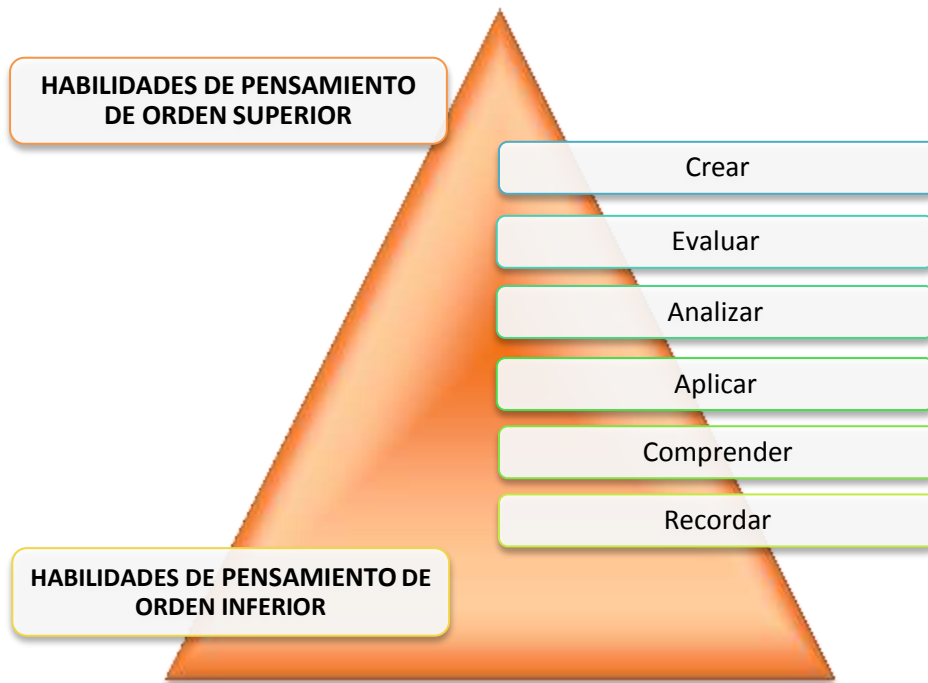 HABILIDADES DE PENSAMIENTO
DE ORDEN SUPERIOR
Crear
Evaluar
Analizar
Aplicar
Comprender
Recordar
HABILIDADES DE PENSAMIENTO DE
ORDEN INFERIOR